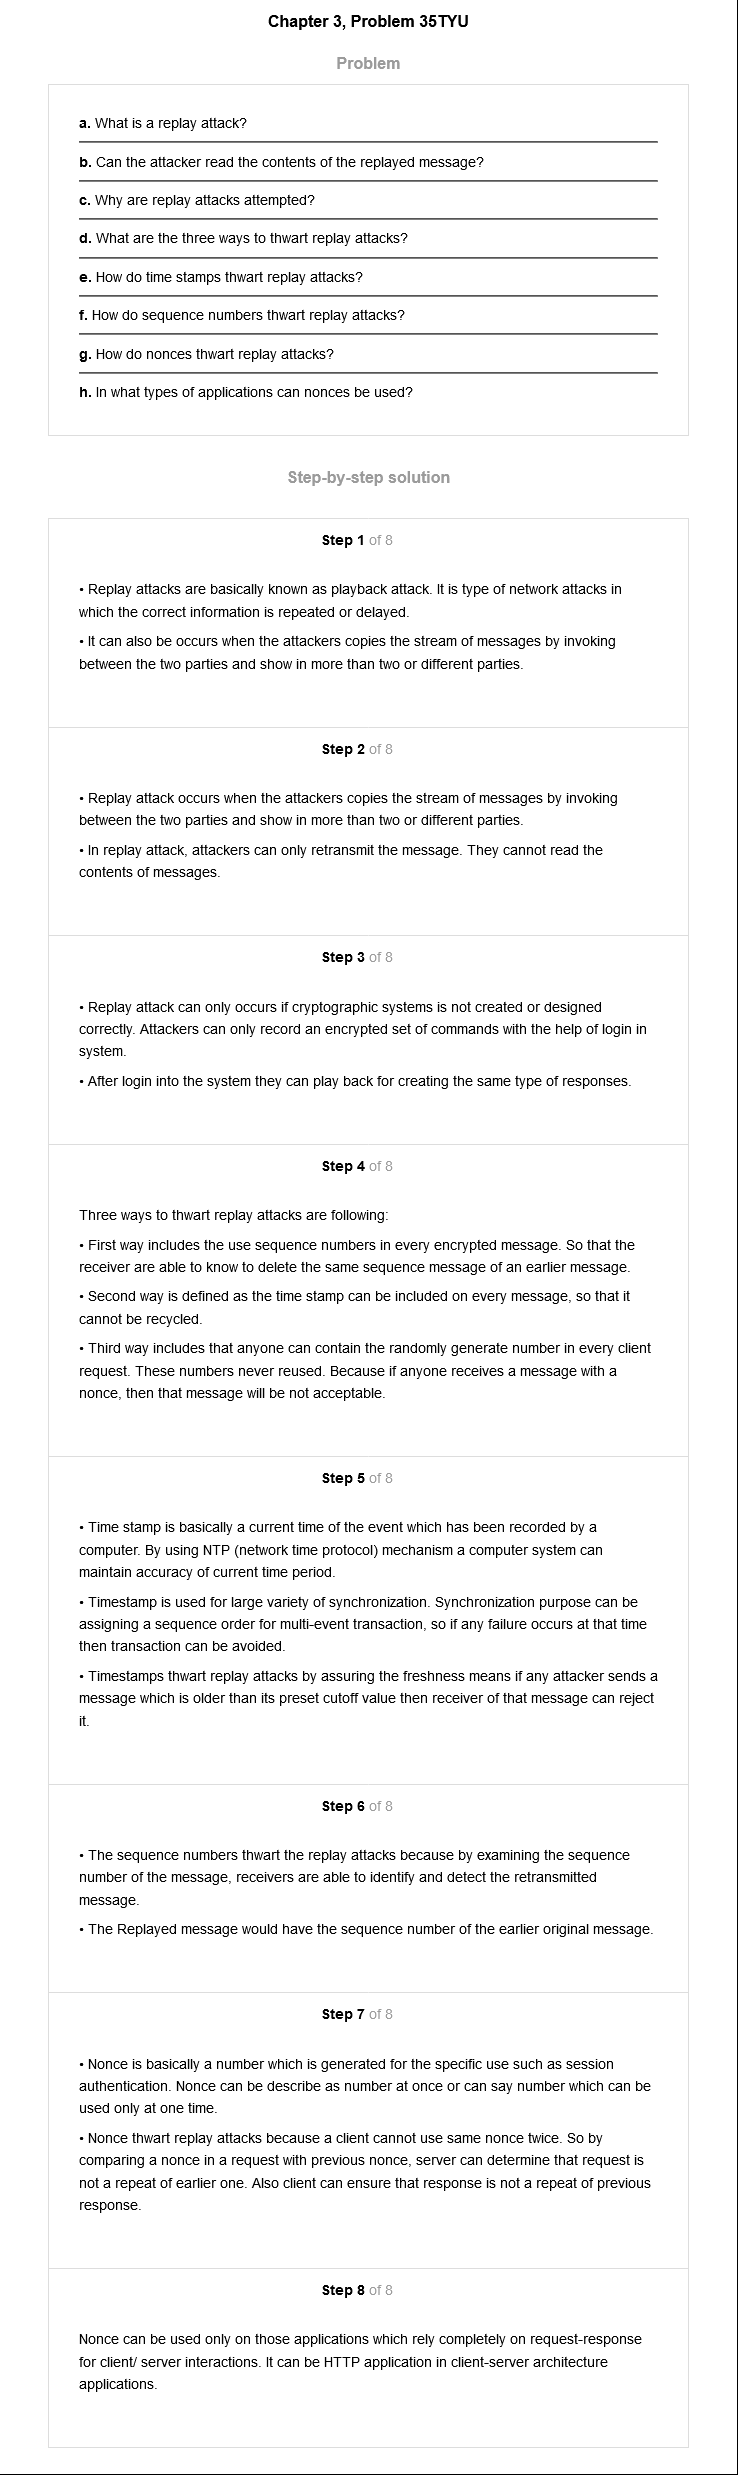 Chapter 3, Problem 35TYU
Problem
a. What is a replay attack?
b. Can the attacker read the contents of the replayed message?
c. Why are replay attacks attempted?
d. What are the three ways to thwart replay attacks?
e. How do time stamps thwart replay attacks?
f. How do sequence numbers thwart replay attacks?
g. How do nonces thwart replay attacks?
h. In what types of applications can nonces be used?
Step-by-step solution
Step 1 of 8
• Replay attacks are basically known as playback attack. It is type of network attacks in
which the correct information is repeated or delayed.
• It can also be occurs when the attackers copies the stream of messages by invoking
between the two parties and show in more than two or different parties.
Step 2 of 8
• Replay attack occurs when the attackers copies the stream of messages by invoking
between the two parties and show in more than two or different parties.
• In replay attack, attackers can only retransmit the message. They cannot read the
contents of messages.
Step 3 of 8
• Replay attack can only occurs if cryptographic systems is not created or designed
correctly. Attackers can only record an encrypted set of commands with the help of login in
system.
• After login into the system they can play back for creating the same type of responses.
Step 4 of 8
Three ways to thwart replay attacks are following:
• First way includes the use sequence numbers in every encrypted message. So that the
receiver are able to know to delete the same sequence message of an earlier message.
• Second way is defined as the time stamp can be included on every message, so that it
cannot be recycled.
• Third way includes that anyone can contain the randomly generate number in every client
request. These numbers never reused. Because if anyone receives a message with a
nonce, then that message will be not acceptable.
Step 5 of 8
• Time stamp is basically a current time of the event which has been recorded by a
computer. By using NTP (network time protocol) mechanism a computer system can
maintain accuracy of current time period.
• Timestamp is used for large variety of synchronization. Synchronization purpose can be
assigning a sequence order for multi-event transaction, so if any failure occurs at that time
then transaction can be avoided.
• Timestamps thwart replay attacks by assuring the freshness means if any attacker sends a
message which is older than its preset cutoff value then receiver of that message can reject
it.
Step 6 of 8
• The sequence numbers thwart the replay attacks because by examining the sequence
number of the message, receivers are able to identify and detect the retransmitted
message.
• The Replayed message would have the sequence number of the earlier original message.
Step 7 of 8
• Nonce is basically a number which is generated for the specific use such as session
authentication. Nonce can be describe as number at once or can say number which can be
used only at one time.
• Nonce thwart replay attacks because a client cannot use same nonce twice. So by
comparing a nonce in a request with previous nonce, server can determine that request is
not a repeat of earlier one. Also client can ensure that response is not a repeat of previous
response.
Step 8 of 8
Nonce can be used only on those applications which rely completely on request-response
for client/ server interactions. It can be HTTP application in client-server architecture
applications.